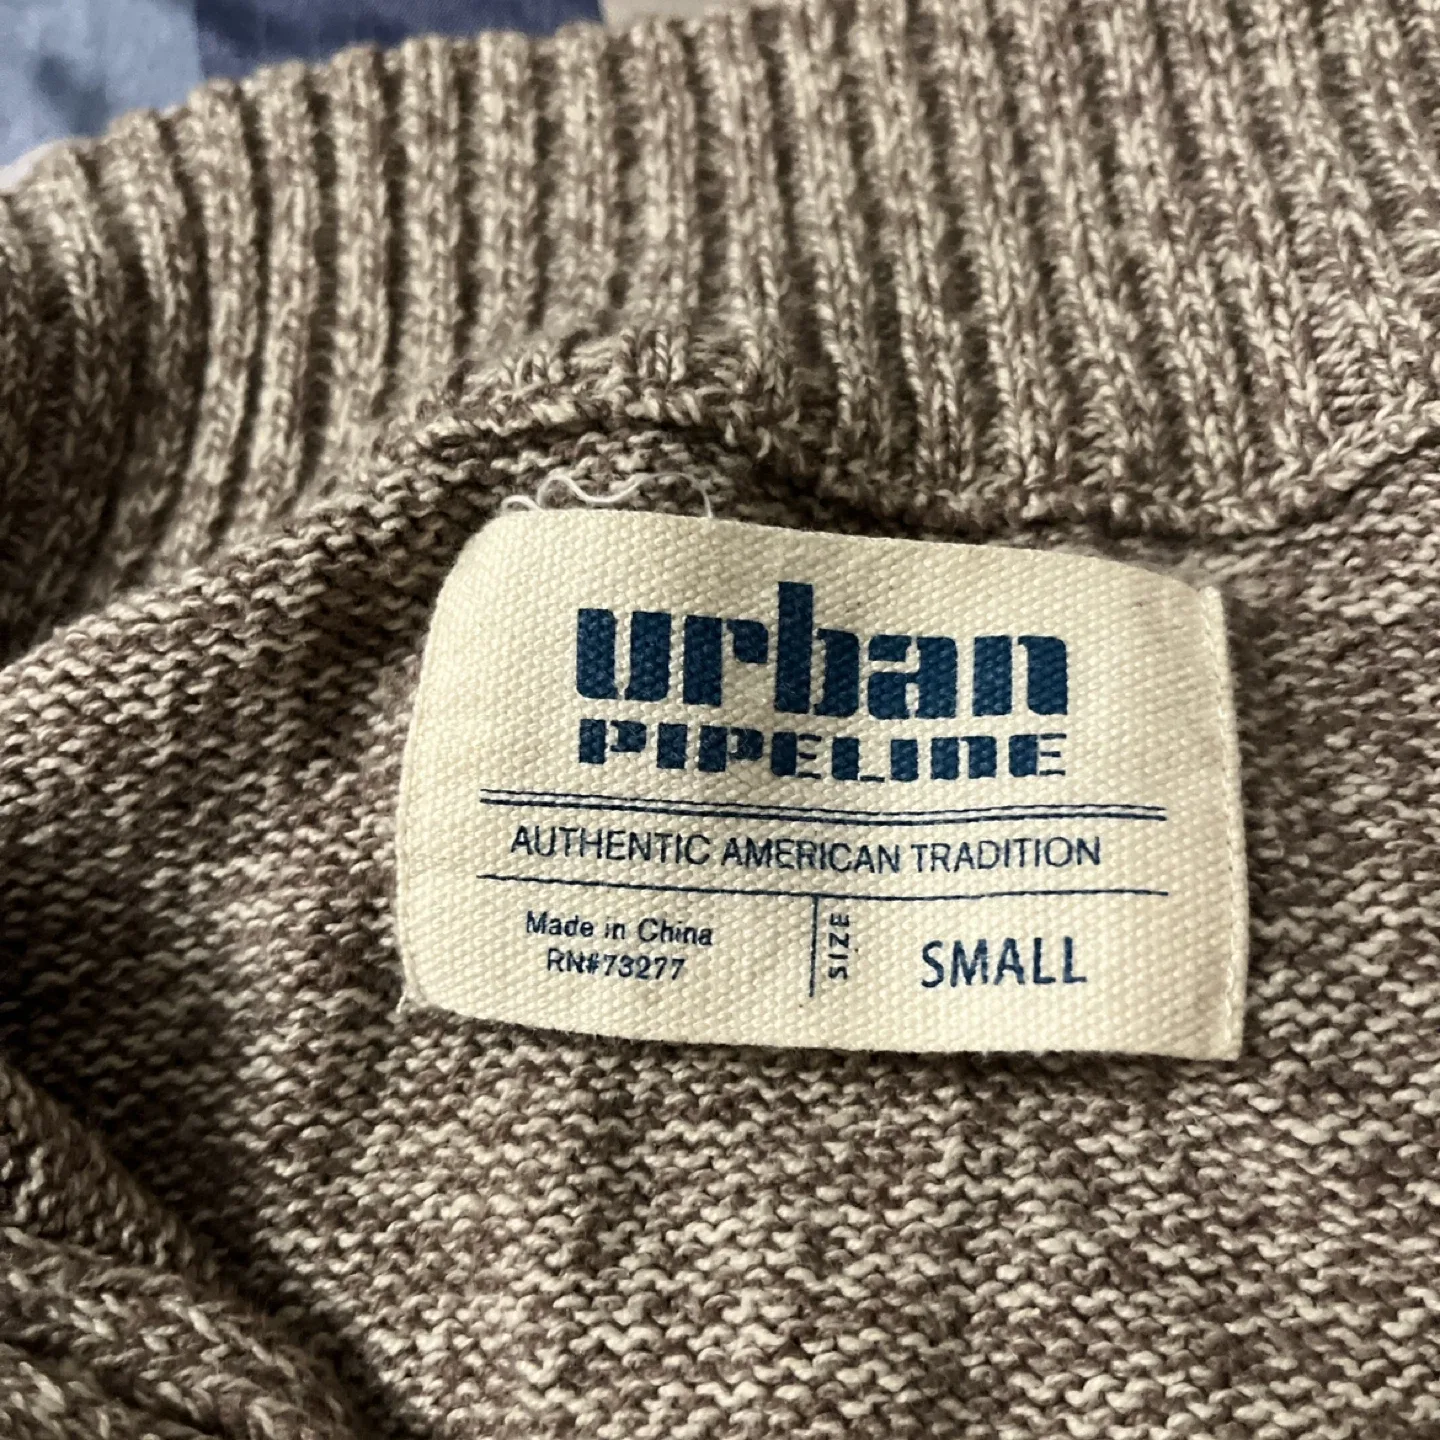 urban
PIPELINE
AUTHENTIC AMERICAN TRADITION
Made in China
RN#73277
SIZE
SMALL